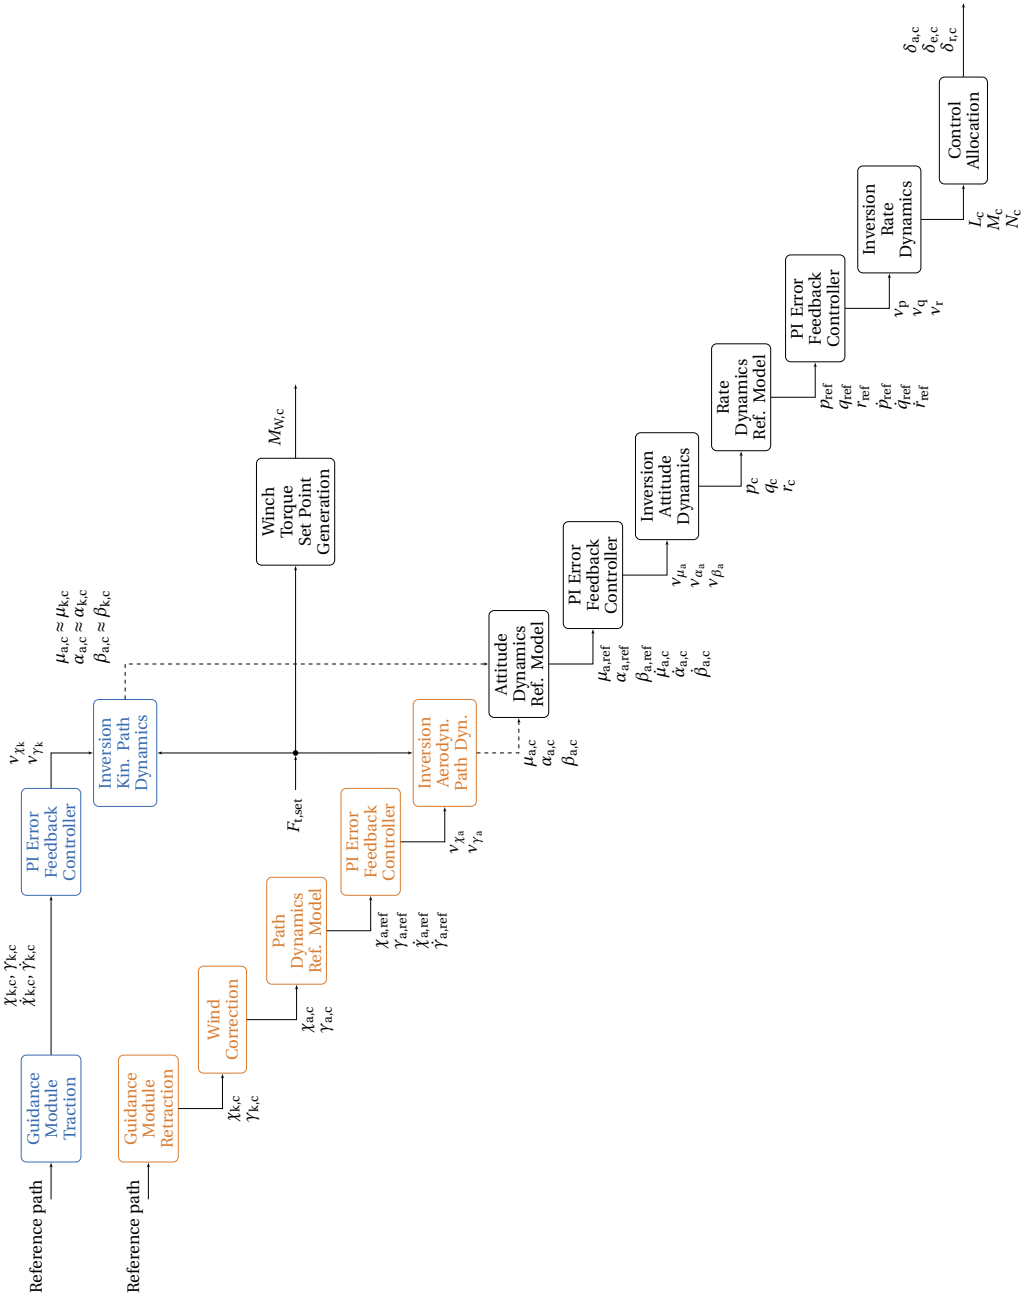 Reference path
Guidance
Module
Traction
χk,c, γk,c
χ̇k,c, γ̇k,c
PI Error
Feedback
Controller
νχk
νγk
Inversion
Kin. Path
Dynamics
μa,c ≈ μk,c
αa,c ≈ αk,c
βa,c ≈ βk,c
Reference path
Guidance
Module
Retraction
χk,c
γk,c
Wind
Correction
χa,c
γa,c
Path
Dynamics
Ref. Model
χa,ref
γa,ref
χ̇a,ref
γ̇a,ref
PI Error
Feedback
Controller
νχa
νγa
Inversion
Aerodyn.
Path Dyn.
μa,c
αa,c
βa,c
Ft,set
Winch
Torque
Set Point
Generation
MW,c
Attitude
Dynamics
Ref. Model
μa,ref
αa,ref
βa,ref
μ̇a,c
α̇a,c
β̇a,c
PI Error
Feedback
Controller
νμa
ναa
νβa
Inversion
Attitude
Dynamics
pc
qc
rc
Rate
Dynamics
Ref. Model
pref
qref
rref
ṗref
q̇ref
ṙref
PI Error
Feedback
Controller
νp
νq
νr
Inversion
Rate
Dynamics
Lc
Mc
Nc
Control
Allocation
δa,c
δe,c
δr,c